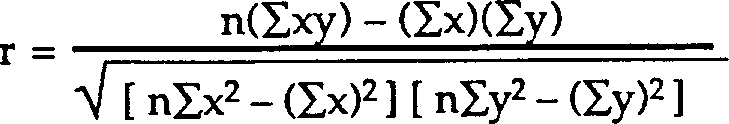 r = n(∑xy) – (∑x)(∑y)
√[ n∑x² – (∑x)² ] [ n∑y² – (∑y)² ]